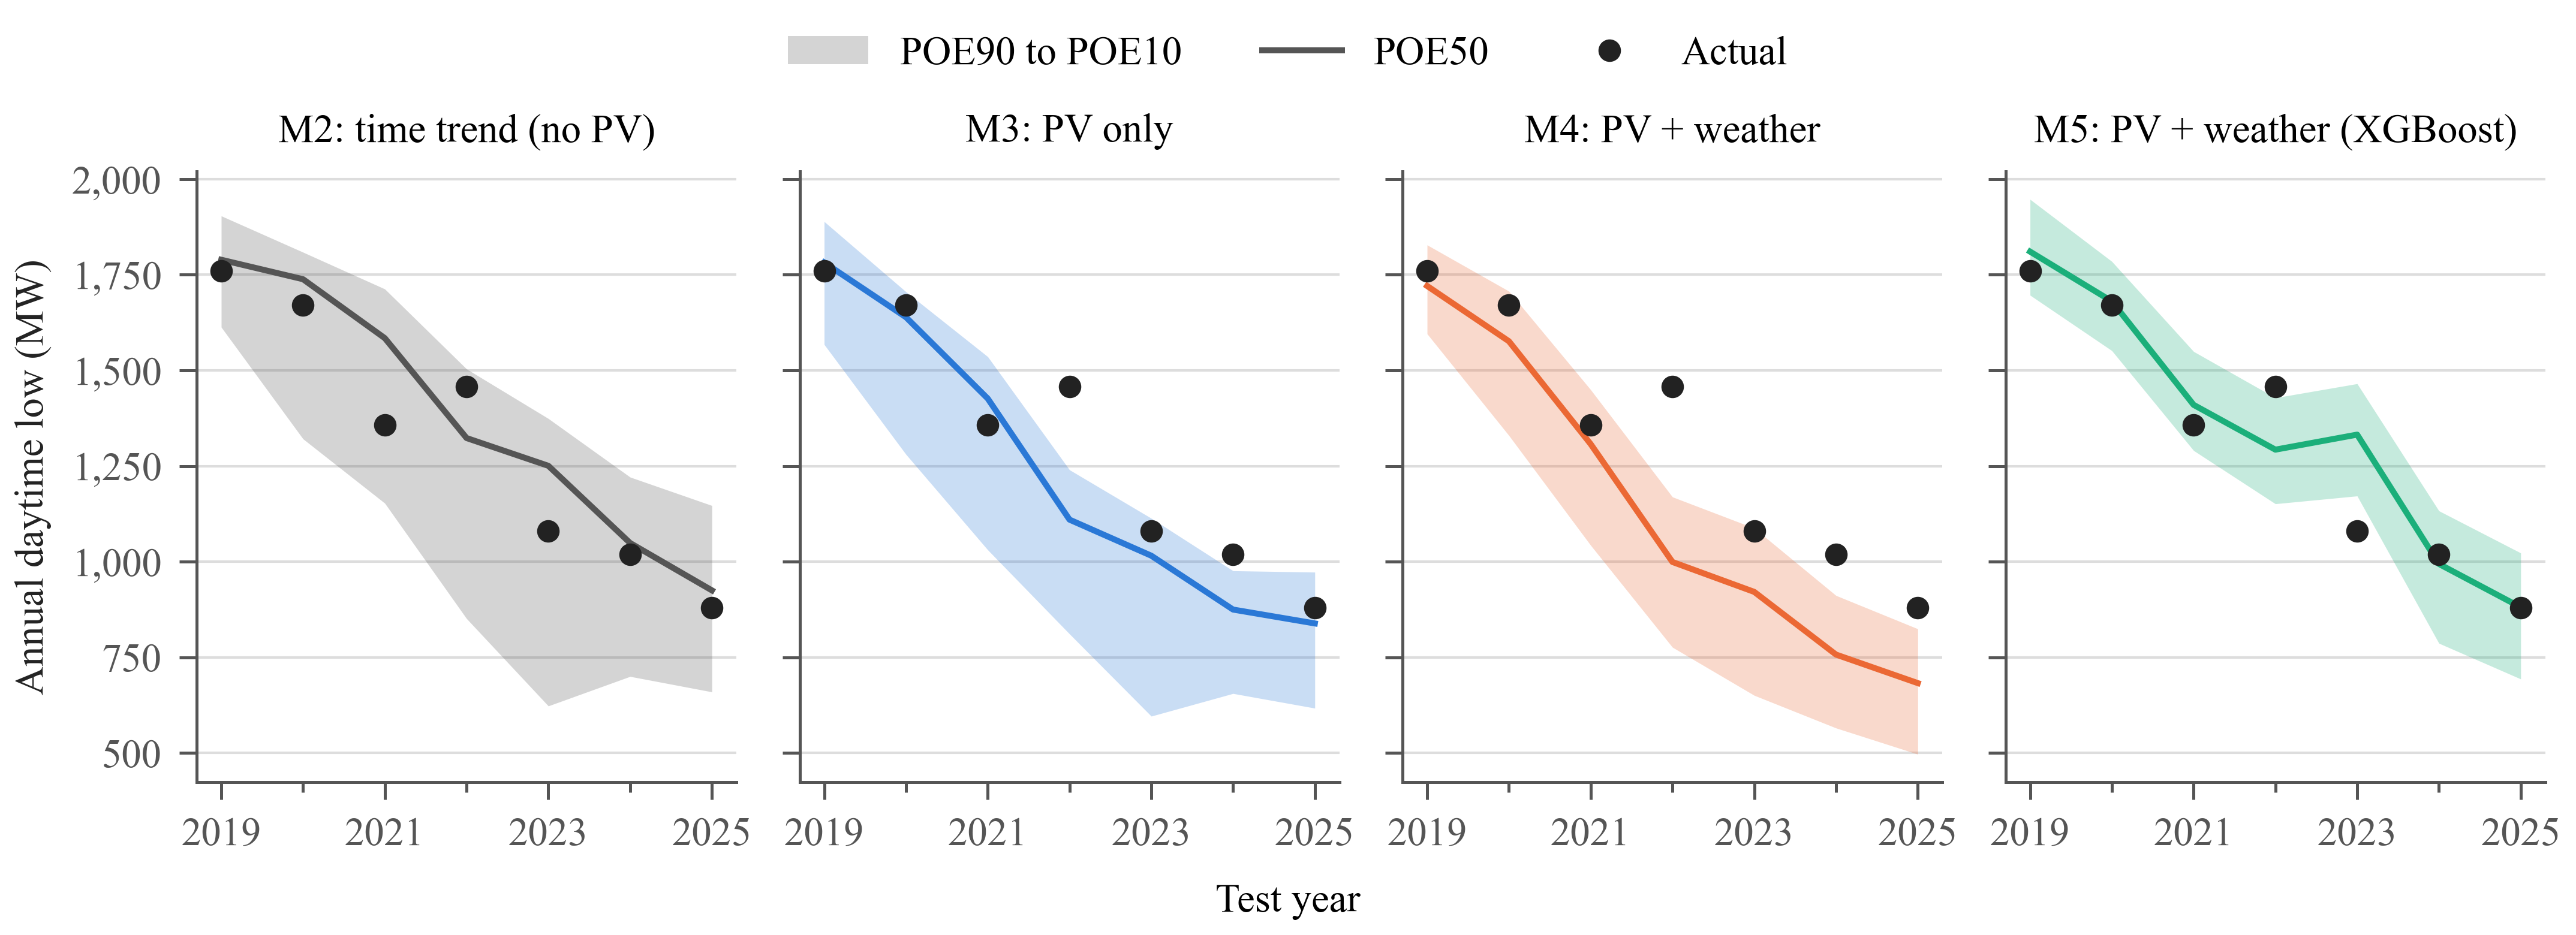 POE90 to POE10 POE50 Actual
M2: time trend (no PV) M3: PV only M4: PV + weather M5: PV + weather (XGBoost)
Annual daytime low (MW)
2,000
1,750
1,500
1,250
1,000
750
500
2019 2021 2023 2025 2019 2021 2023 2025 2019 2021 2023 2025 2019 2021 2023 2025
Test year